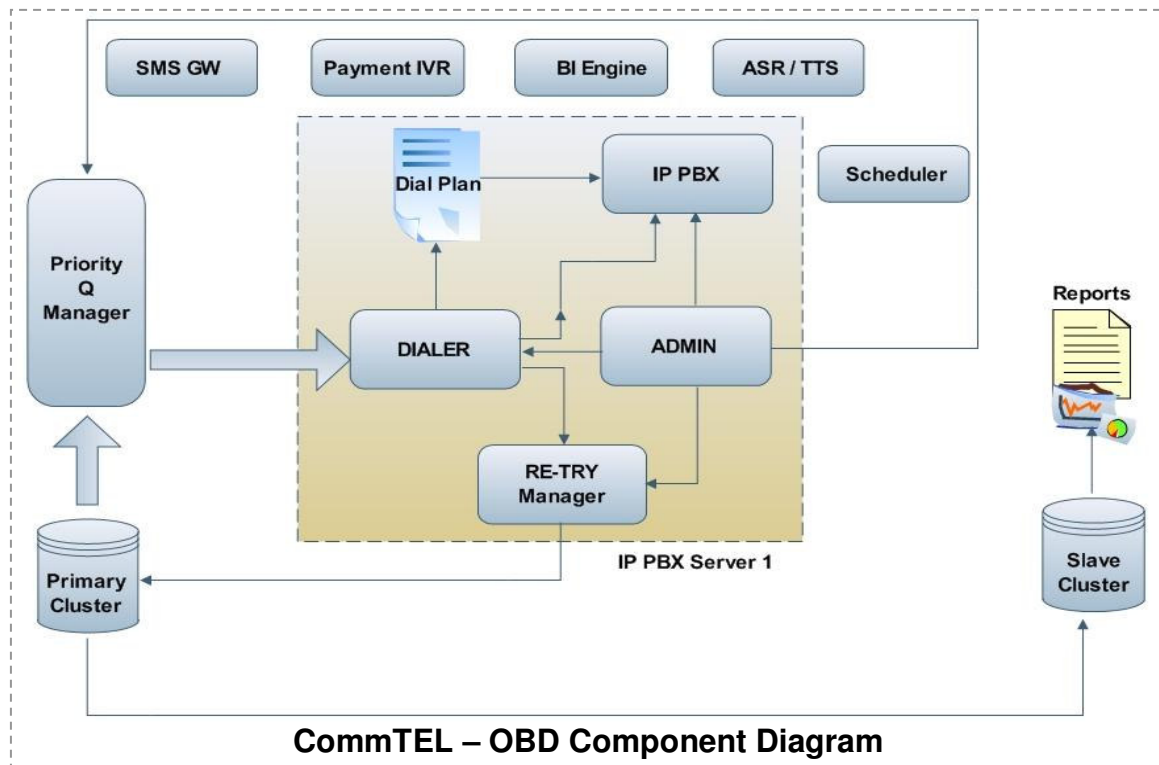 SMS GW
Payment IVR
BI Engine
ASR / TTS
Dial Plan
IP PBX
Scheduler
Priority
Q
Manager
DIALER
ADMIN
Reports
RE-TRY
Manager
IP PBX Server 1
Primary
Cluster
Slave
Cluster
CommTEL – OBD Component Diagram